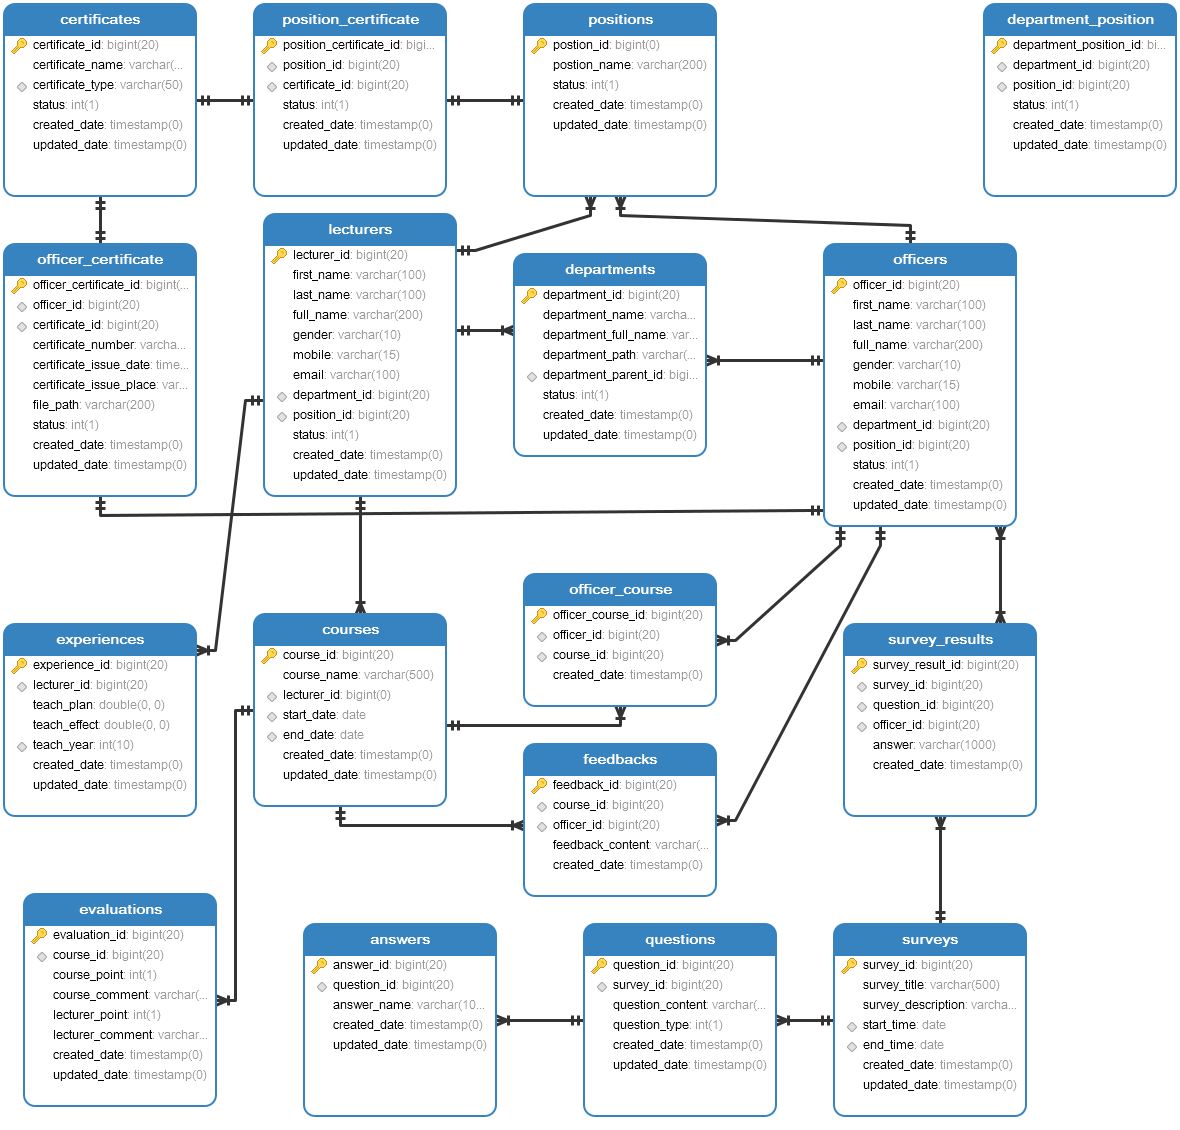 certificates
certificate_id: bigint(20)
certificate_name: varchar(...
certificate_type: varchar(50)
status: int(1)
created_date: timestamp(0)
updated_date: timestamp(0)
position_certificate
position_certificate_id: bigi...
position_id: bigint(20)
certificate_id: bigint(20)
status: int(1)
created_date: timestamp(0)
updated_date: timestamp(0)
positions
postion_id: bigint(0)
postion_name: varchar(200)
status: int(1)
created_date: timestamp(0)
updated_date: timestamp(0)
department_position
department_position_id: bi...
department_id: bigint(20)
position_id: bigint(20)
status: int(1)
created_date: timestamp(0)
updated_date: timestamp(0)
officer_certificate
officer_certificate_id: bigint(...
officer_id: bigint(20)
certificate_id: bigint(20)
certificate_number: varcha...
certificate_issue_date: time...
certificate_issue_place: var...
file_path: varchar(200)
status: int(1)
created_date: timestamp(0)
updated_date: timestamp(0)
lecturers
lecturer_id: bigint(20)
first_name: varchar(100)
last_name: varchar(100)
full_name: varchar(200)
gender: varchar(10)
mobile: varchar(15)
email: varchar(100)
department_id: bigint(20)
position_id: bigint(20)
status: int(1)
created_date: timestamp(0)
updated_date: timestamp(0)
departments
department_id: bigint(20)
department_name: varcha...
department_full_name: var...
department_path: varchar(...
department_parent_id: bigi...
status: int(1)
created_date: timestamp(0)
updated_date: timestamp(0)
officers
officer_id: bigint(20)
first_name: varchar(100)
last_name: varchar(100)
full_name: varchar(200)
gender: varchar(10)
mobile: varchar(15)
email: varchar(100)
department_id: bigint(20)
position_id: bigint(20)
status: int(1)
created_date: timestamp(0)
updated_date: timestamp(0)
experiences
experience_id: bigint(20)
lecturer_id: bigint(20)
teach_plan: double(0, 0)
teach_effect: double(0, 0)
teach_year: int(10)
created_date: timestamp(0)
updated_date: timestamp(0)
courses
course_id: bigint(20)
course_name: varchar(500)
lecturer_id: bigint(0)
start_date: date
end_date: date
created_date: timestamp(0)
updated_date: timestamp(0)
officer_course
officer_course_id: bigint(20)
officer_id: bigint(20)
course_id: bigint(20)
created_date: timestamp(0)
survey_results
survey_result_id: bigint(20)
survey_id: bigint(20)
question_id: bigint(20)
officer_id: bigint(20)
answer: varchar(1000)
created_date: timestamp(0)
feedbacks
feedback_id: bigint(20)
course_id: bigint(20)
officer_id: bigint(20)
feedback_content: varchar(...
created_date: timestamp(0)
evaluations
evaluation_id: bigint(20)
course_id: bigint(20)
course_point: int(1)
course_comment: varchar(...
lecturer_point: int(1)
lecturer_comment: varchar...
created_date: timestamp(0)
updated_date: timestamp(0)
answers
answer_id: bigint(20)
question_id: bigint(20)
answer_name: varchar(10...
created_date: timestamp(0)
updated_date: timestamp(0)
questions
question_id: bigint(20)
survey_id: bigint(20)
question_content: varchar(...
question_type: int(1)
created_date: timestamp(0)
updated_date: timestamp(0)
surveys
survey_id: bigint(20)
survey_title: varchar(500)
survey_description: varcha...
start_time: date
end_time: date
created_date: timestamp(0)
updated_date: timestamp(0)